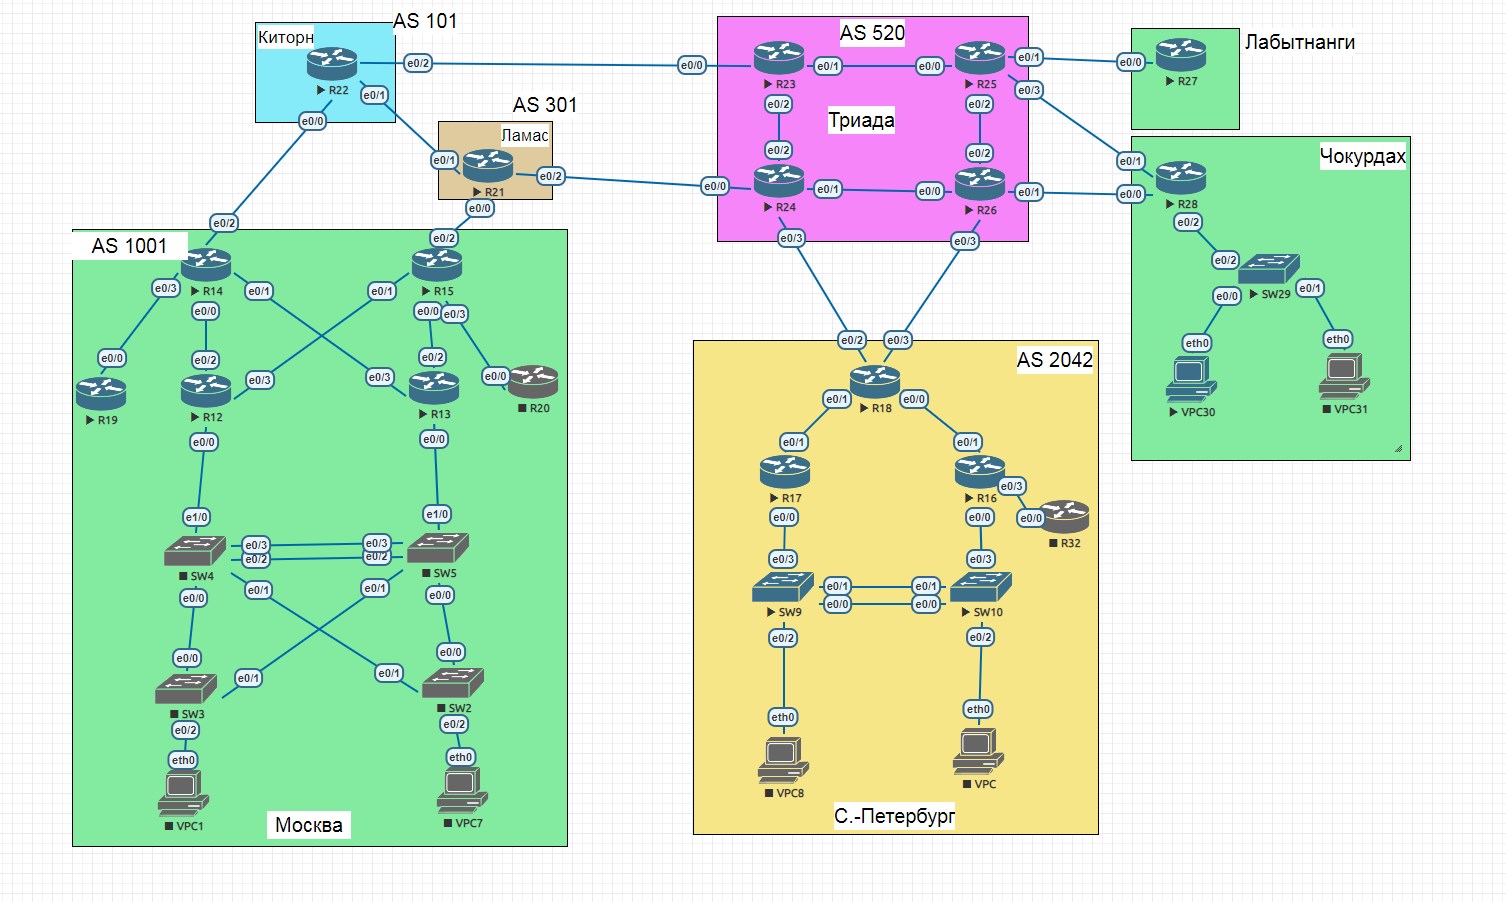 AS 101
Киторн
R22
e0/2
e0/1
e0/0
AS 301
Ламас
e0/1
R21
e0/2
e0/0
AS 520
Триада
e0/0
R23
e0/1
e0/2
e0/0
R25
e0/1
e0/3
e0/2
e0/2
e0/0
R24
e0/1
e0/3
e0/2
e0/0
R26
e0/1
e0/3
Лабытнанги
e0/0
R27
Чокурдах
e0/1
e0/0
R28
e0/2
e0/2
SW29
e0/0
e0/1
eth0
eth0
VPC30
VPC31
AS 1001
e0/2
R14
e0/3
e0/1
e0/0
e0/2
R15
e0/1
e0/0
e0/3
e0/0
R19
e0/2
R12
e0/3
e0/0
e0/3
e0/2
R13
e0/0
e0/0
R20
e1/0
SW4
e0/3
e0/2
e0/0
e0/1
e1/0
e0/3
e0/2
SW5
e0/1
e0/0
e0/0
e0/1
SW3
e0/2
e0/1
e0/0
SW2
e0/2
eth0
VPC1
eth0
VPC7
Москва
AS 2042
e0/2
e0/3
R18
e0/1
e0/0
e0/1
R17
e0/0
e0/1
R16
e0/3
e0/0
e0/0
R32
e0/3
SW9
e0/1
e0/0
e0/2
e0/3
e0/1
e0/0
SW10
e0/2
eth0
VPC8
eth0
VPC
С.-Петербург